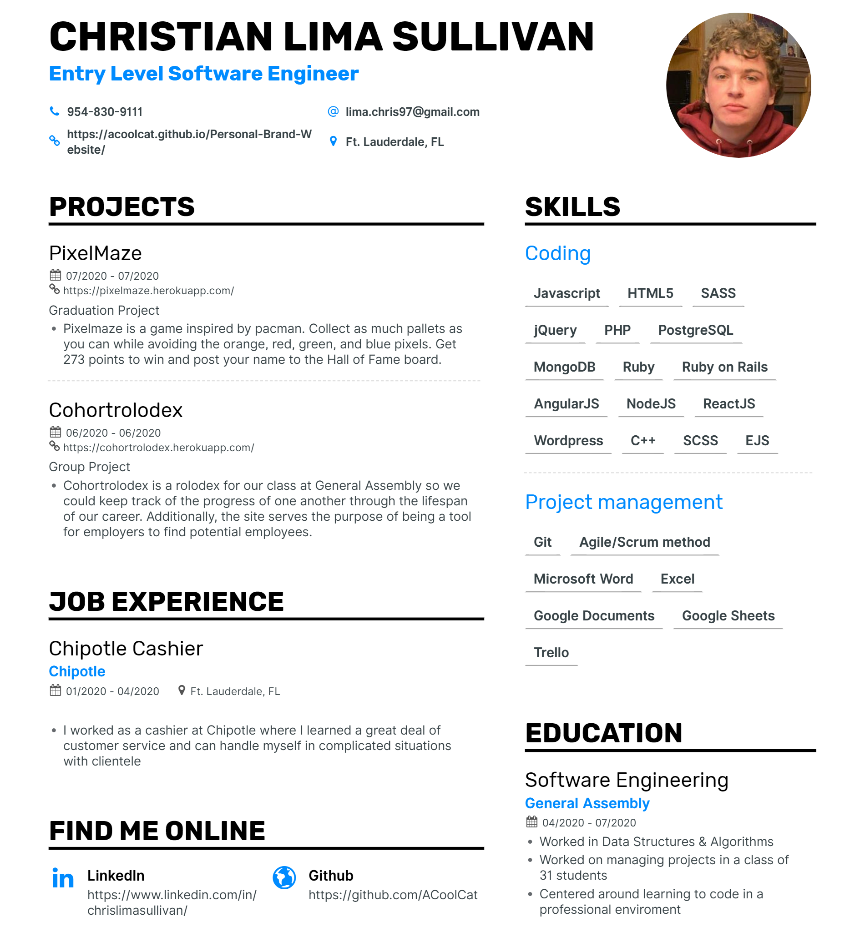 CHRISTIAN LIMA SULLIVAN
Entry Level Software Engineer
954-830-9111
lima.chris97@gmail.com
https://acoolcat.github.io/Personal-Brand-W
ebsite/
Ft. Lauderdale, FL
PROJECTS
PixelMaze
07/2020 - 07/2020
https://pixelmaze.herokuapp.com/
Graduation Project
• Pixelmaze is a game inspired by pacman. Collect as much pallets as
you can while avoiding the orange, red, green, and blue pixels. Get
273 points to win and post your name to the Hall of Fame board.
Cohortrolodex
06/2020 - 06/2020
https://cohortrolodex.herokuapp.com/
Group Project
• Cohortrolodex is a rolodex for our class at General Assembly so we
could keep track of the progress of one another through the lifespan
of our career. Additionally, the site serves the purpose of being a tool
for employers to find potential employees.
JOB EXPERIENCE
Chipotle Cashier
Chipotle
01/2020 - 04/2020 Ft. Lauderdale, FL
• I worked as a cashier at Chipotle where I learned a great deal of
customer service and can handle myself in complicated situations
with clientele
FIND ME ONLINE
LinkedIn
https://www.linkedin.com/in/
chrislimasullivan/
Github
https://github.com/ACoolCat
SKILLS
Coding
Javascript HTML5 SASS
jQuery PHP PostgreSQL
MongoDB Ruby Ruby on Rails
AngularJS NodeJS ReactJS
Wordpress C++ SCSS EJS
Project management
Git Agile/Scrum method
Microsoft Word Excel
Google Documents Google Sheets
Trello
EDUCATION
Software Engineering
General Assembly
04/2020 - 07/2020
• Worked in Data Structures & Algorithms
• Worked on managing projects in a class of
31 students
• Centered around learning to code in a
professional enviroment